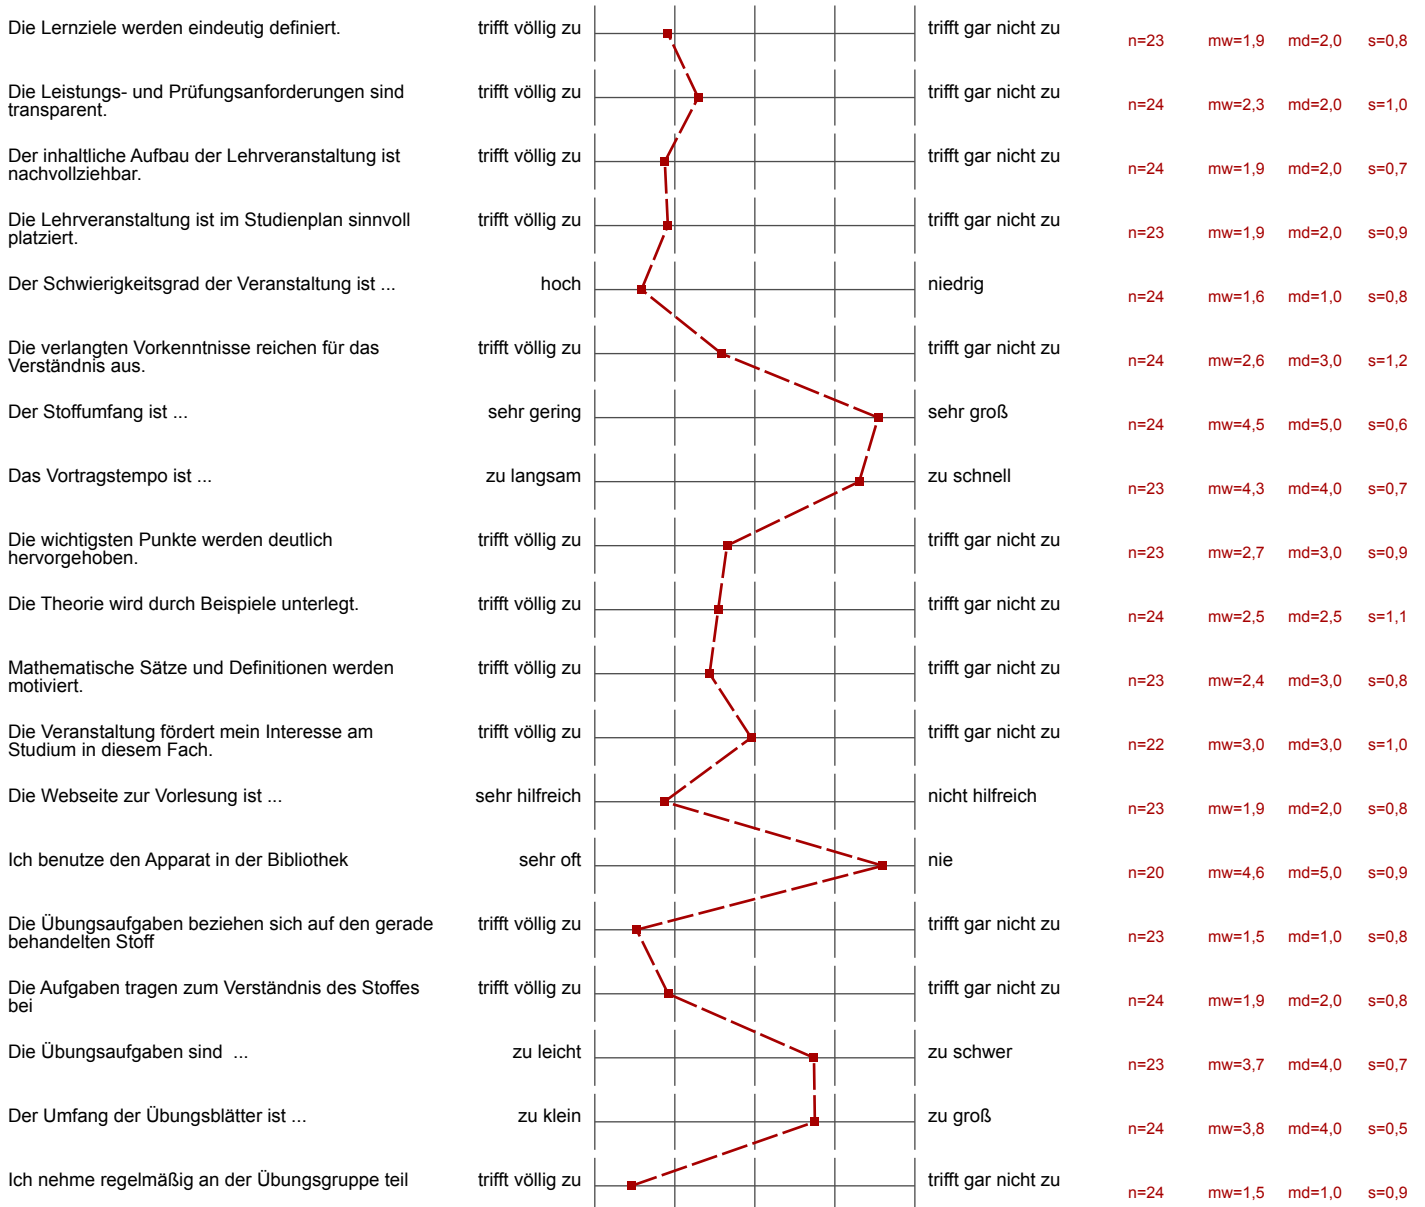 Die Lernziele werden eindeutig definiert. trifft völlig zu trifft gar nicht zu n=23 mw=1,9 md=2,0 s=0,8
Die Leistungs- und Prüfungsanforderungen sind trifft völlig zu trifft gar nicht zu n=24 mw=2,3 md=2,0 s=1,0
transparent.
Der inhaltliche Aufbau der Lehrveranstaltung ist trifft völlig zu trifft gar nicht zu n=24 mw=1,9 md=2,0 s=0,7
nachvollziehbar.
Die Lehrveranstaltung ist im Studienplan sinnvoll trifft völlig zu trifft gar nicht zu n=23 mw=1,9 md=2,0 s=0,9
platziert.
Der Schwierigkeitsgrad der Veranstaltung ist ... hoch niedrig n=24 mw=1,6 md=1,0 s=0,8
Die verlangten Vorkenntnisse reichen für das trifft völlig zu trifft gar nicht zu n=24 mw=2,6 md=3,0 s=1,2
Verständnis aus.
Der Stoffumfang ist ... sehr gering sehr groß n=24 mw=4,5 md=5,0 s=0,6
Das Vortragstempo ist ... zu langsam zu schnell n=23 mw=4,3 md=4,0 s=0,7
Die wichtigsten Punkte werden deutlich trifft völlig zu trifft gar nicht zu n=23 mw=2,7 md=3,0 s=0,9
hervorgehoben.
Die Theorie wird durch Beispiele unterlegt. trifft völlig zu trifft gar nicht zu n=24 mw=2,5 md=2,5 s=1,1
Mathematische Sätze und Definitionen werden trifft völlig zu trifft gar nicht zu n=23 mw=2,4 md=3,0 s=0,8
motiviert.
Die Veranstaltung fördert mein Interesse am trifft völlig zu trifft gar nicht zu n=22 mw=3,0 md=3,0 s=1,0
Studium in diesem Fach.
Die Webseite zur Vorlesung ist ... sehr hilfreich nicht hilfreich n=23 mw=1,9 md=2,0 s=0,8
Ich benutze den Apparat in der Bibliothek sehr oft nie n=20 mw=4,6 md=5,0 s=0,9
Die Übungsaufgaben beziehen sich auf den gerade trifft völlig zu trifft gar nicht zu n=23 mw=1,5 md=1,0 s=0,8
behandelten Stoff
Die Aufgaben tragen zum Verständnis des Stoffes trifft völlig zu trifft gar nicht zu n=24 mw=1,9 md=2,0 s=0,8
bei
Die Übungsaufgaben sind ... zu leicht zu schwer n=23 mw=3,7 md=4,0 s=0,7
Der Umfang der Übungsblätter ist ... zu klein zu groß n=24 mw=3,8 md=4,0 s=0,5
Ich nehme regelmäßig an der Übungsgruppe teil trifft völlig zu trifft gar nicht zu n=24 mw=1,5 md=1,0 s=0,9